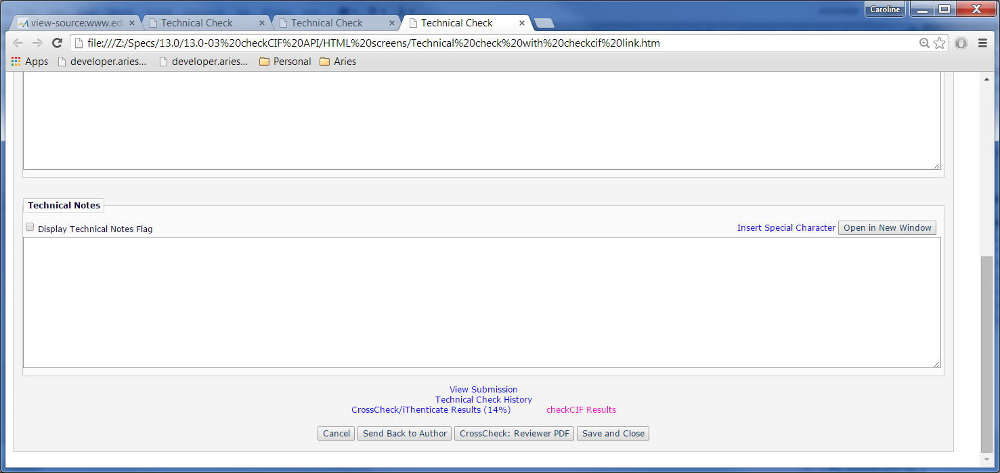 Caroline
view-source:www.edi
Technical Check
Technical Check
Technical Check
file:///Z:/Specs/13.0/13.0-03%20checkCIF%20API/HTML%20screens/Technical%20check%20with%20checkcif%20link.htm
Apps developer.aries... developer.aries... Personal Aries
Technical Notes
Display Technical Notes Flag Insert Special Character Open in New Window
View Submission
Technical Check History
CrossCheck/iThenticate Results (14%) checkCIF Results
Cancel Send Back to Author CrossCheck: Reviewer PDF Save and Close